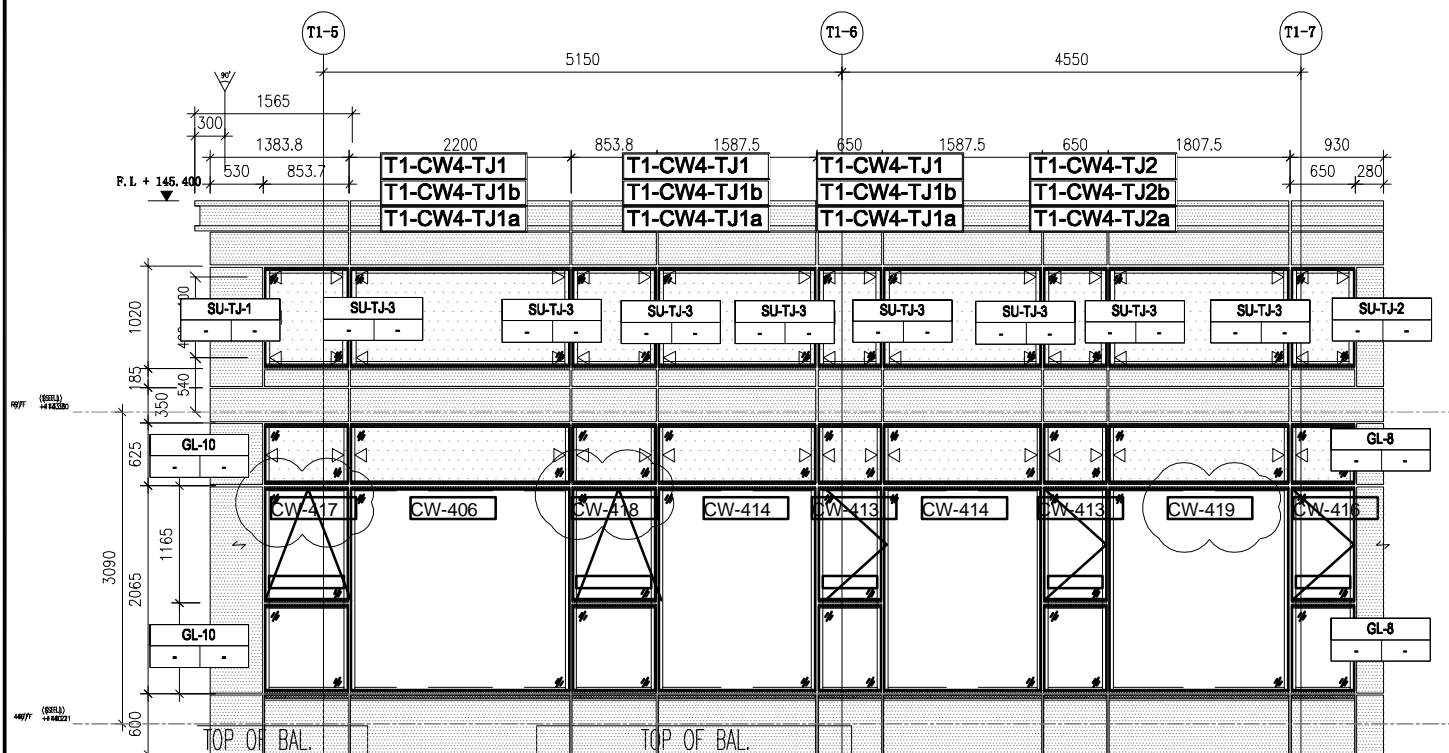 T1-5 T1-6 T1-7
5150 4550
90°
1565
300
1383.8 2200 853.8 1587.5 650 1587.5 650 1807.5 930
530 853.7 650 280
F.L + 145.400
T1-CW4-TJ1 T1-CW4-TJ1 T1-CW4-TJ1 T1-CW4-TJ2
T1-CW4-TJ1b T1-CW4-TJ1b T1-CW4-TJ1b T1-CW4-TJ2b
T1-CW4-TJ1a T1-CW4-TJ1a T1-CW4-TJ1a T1-CW4-TJ2a
SU-TJ-1 SU-TJ-3 SU-TJ-3 SU-TJ-3 SU-TJ-3 SU-TJ-3 SU-TJ-3 SU-TJ-3 SU-TJ-3 SU-TJ-2
- - - - - - - - - - - - - - - - - - - -
1020
185
540
350
GL-10 GL-8
- - - -
625
CW-417 CW-406 CW-418 CW-414 CW-413 CW-414 CW-413 CW-419 CW-416
1165
3090
2065
GL-10 GL-8
- - - -
600
TOP OF BAL. TOP OF BAL.